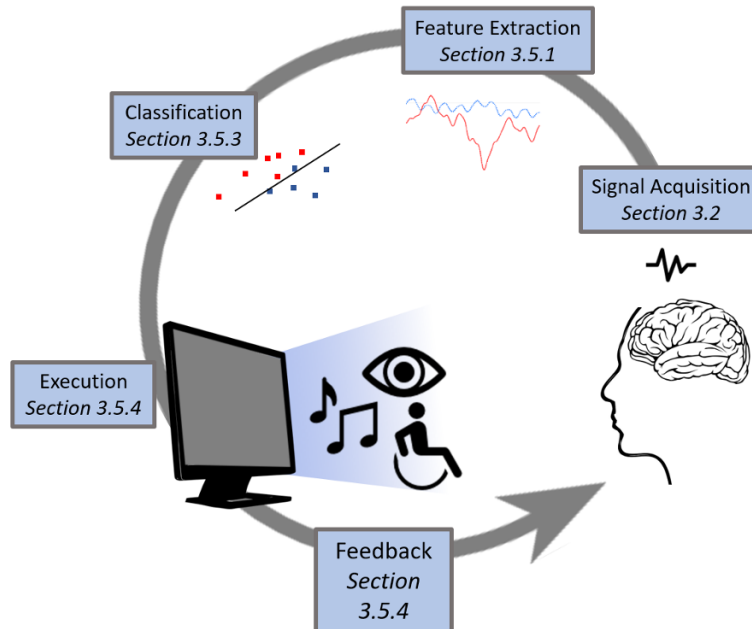 Feature Extraction
Section 3.5.1
Classification
Section 3.5.3
Signal Acquisition
Section 3.2
Execution
Section 3.5.4
Feedback
Section
3.5.4